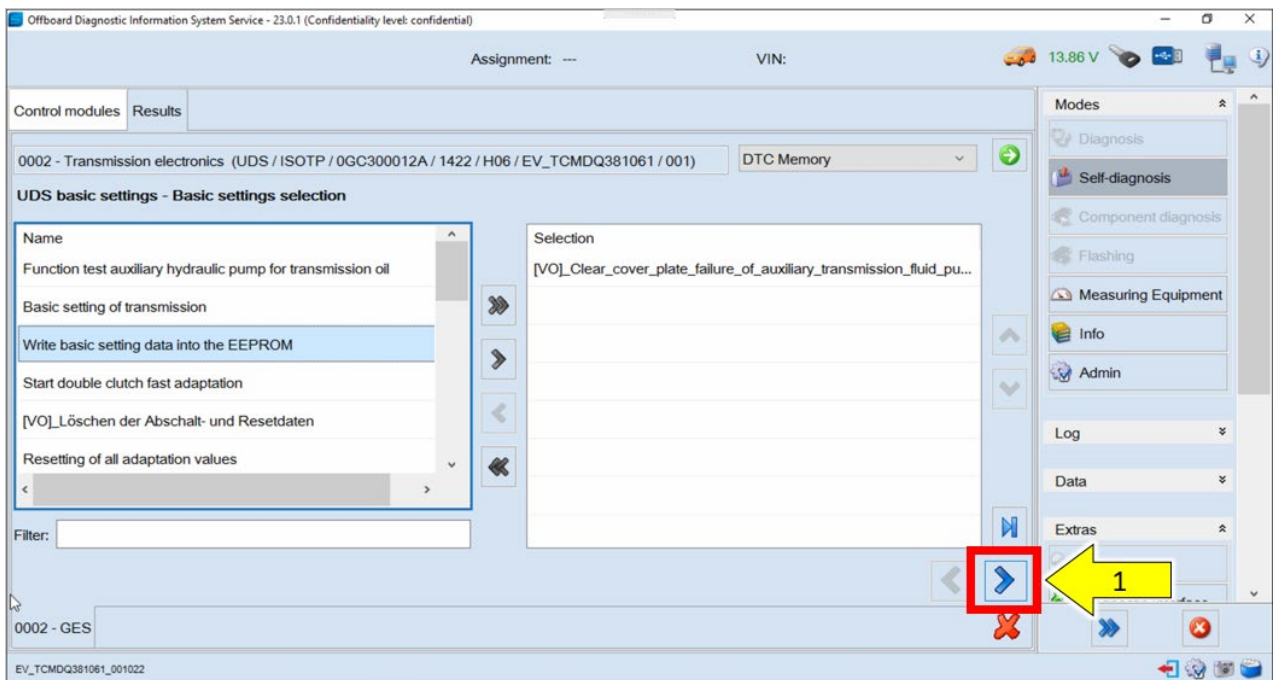 Offboard Diagnostic Information System Service - 23.0.1 (Confidentiality level: confidential)
Assignment: ---
VIN:
13.86 V
Control modules
Results
0002 - Transmission electronics (UDS / ISOTP / 0GC300012A / 1422 / H06 / EV_TCMDQ381061 / 001)
DTC Memory
UDS basic settings - Basic settings selection
Name
Function test auxiliary hydraulic pump for transmission oil
Basic setting of transmission
Write basic setting data into the EEPROM
Start double clutch fast adaptation
[VO]_Löschen der Abschalt- und Resetdaten
Resetting of all adaptation values
Filter:
Selection
[VO]_Clear_cover_plate_failure_of_auxiliary_transmission_fluid_pu...
1
0002 - GES
EV_TCMDQ381061_001022
Modes
Diagnosis
Self-diagnosis
Component diagnosis
Flashing
Measuring Equipment
Info
Admin
Log
Data
Extras